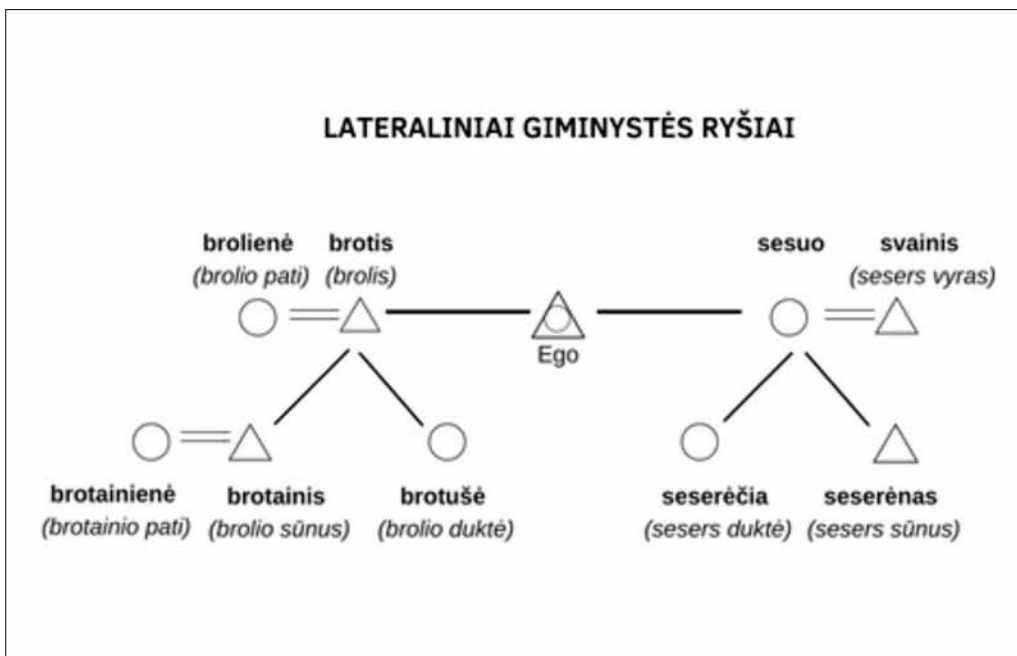 LATERALINIAI GIMINYSTĖS RYŠIAI
brolienė brotis sesuo svainis
(brolio pati) (brolis) (sesers vyras)
Ego
brotainienė brotainis brotušė seserėčia seserėnas
(brotainio pati) (brolio sūnus) (brolio duktė) (sesers duktė) (sesers sūnus)